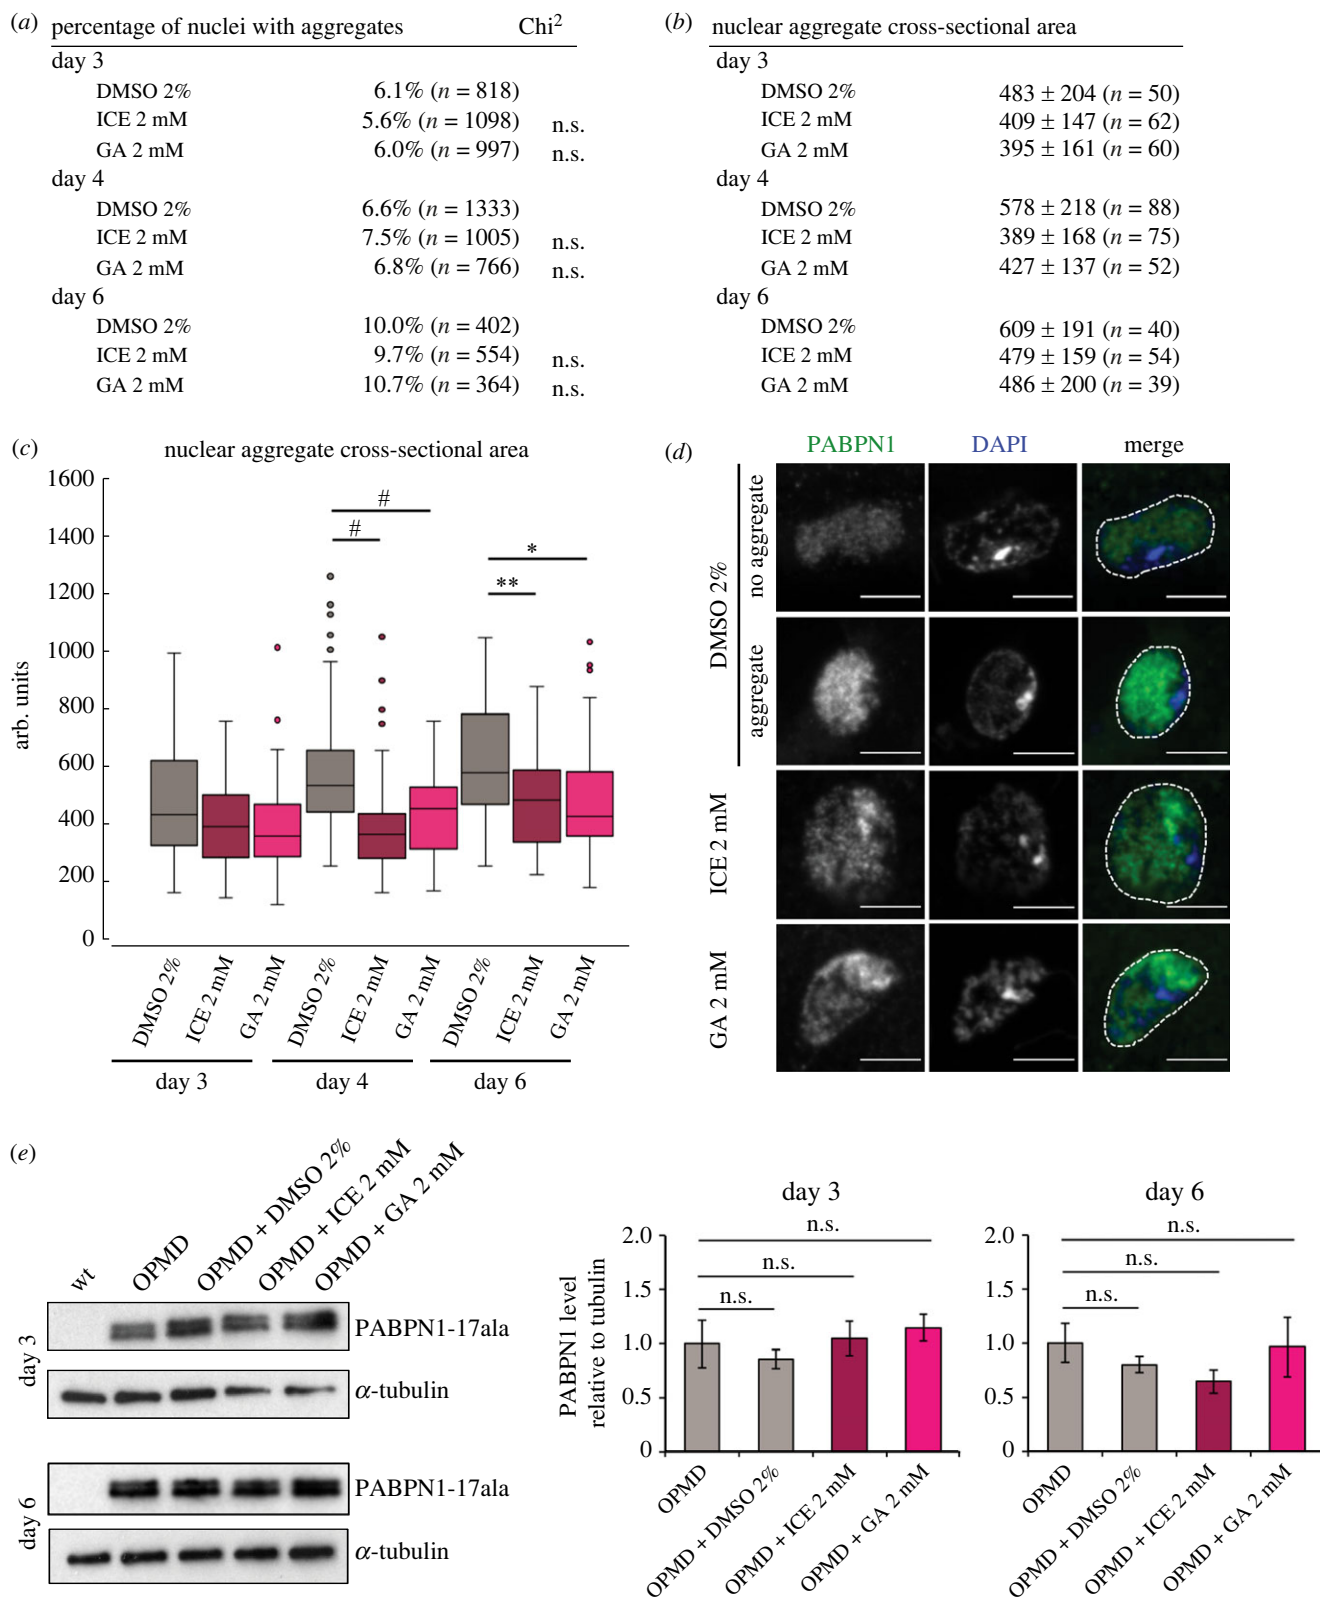 (a) percentage of nuclei with aggregates Chi²
day 3
DMSO 2% 6.1% (n = 818)
ICE 2 mM 5.6% (n = 1098) n.s.
GA 2 mM 6.0% (n = 997) n.s.
day 4
DMSO 2% 6.6% (n = 1333)
ICE 2 mM 7.5% (n = 1005) n.s.
GA 2 mM 6.8% (n = 766) n.s.
day 6
DMSO 2% 10.0% (n = 402)
ICE 2 mM 9.7% (n = 554) n.s.
GA 2 mM 10.7% (n = 364) n.s.
(b) nuclear aggregate cross-sectional area
day 3
DMSO 2% 483 ± 204 (n = 50)
ICE 2 mM 409 ± 147 (n = 62)
GA 2 mM 395 ± 161 (n = 60)
day 4
DMSO 2% 578 ± 218 (n = 88)
ICE 2 mM 389 ± 168 (n = 75)
GA 2 mM 427 ± 137 (n = 52)
day 6
DMSO 2% 609 ± 191 (n = 40)
ICE 2 mM 479 ± 159 (n = 54)
GA 2 mM 486 ± 200 (n = 39)
(c) nuclear aggregate cross-sectional area
arb. units
1600
1400
1200
1000
800
600
400
200
0
#
#
*
**
DMSO 2%
ICE 2 mM
GA 2 mM
DMSO 2%
ICE 2 mM
GA 2 mM
DMSO 2%
ICE 2 mM
GA 2 mM
day 3 day 4 day 6
(d) PABPN1 DAPI merge
DMSO 2%
no aggregate
aggregate
ICE 2 mM
GA 2 mM
(e)
wt
OPMD
OPMD + DMSO 2%
OPMD + ICE 2 mM
OPMD + GA 2 mM
day 3
PABPN1-17ala
α-tubulin
day 6
PABPN1-17ala
α-tubulin
day 3
PABPN1 level
relative to tubulin
2.0
1.5
1.0
0.5
0
n.s.
n.s.
n.s.
OPMD
OPMD + DMSO 2%
OPMD + ICE 2 mM
OPMD + GA 2 mM
day 6
2.0
1.5
1.0
0.5
0
n.s.
n.s.
n.s.
OPMD
OPMD + DMSO 2%
OPMD + ICE 2 mM
OPMD + GA 2 mM